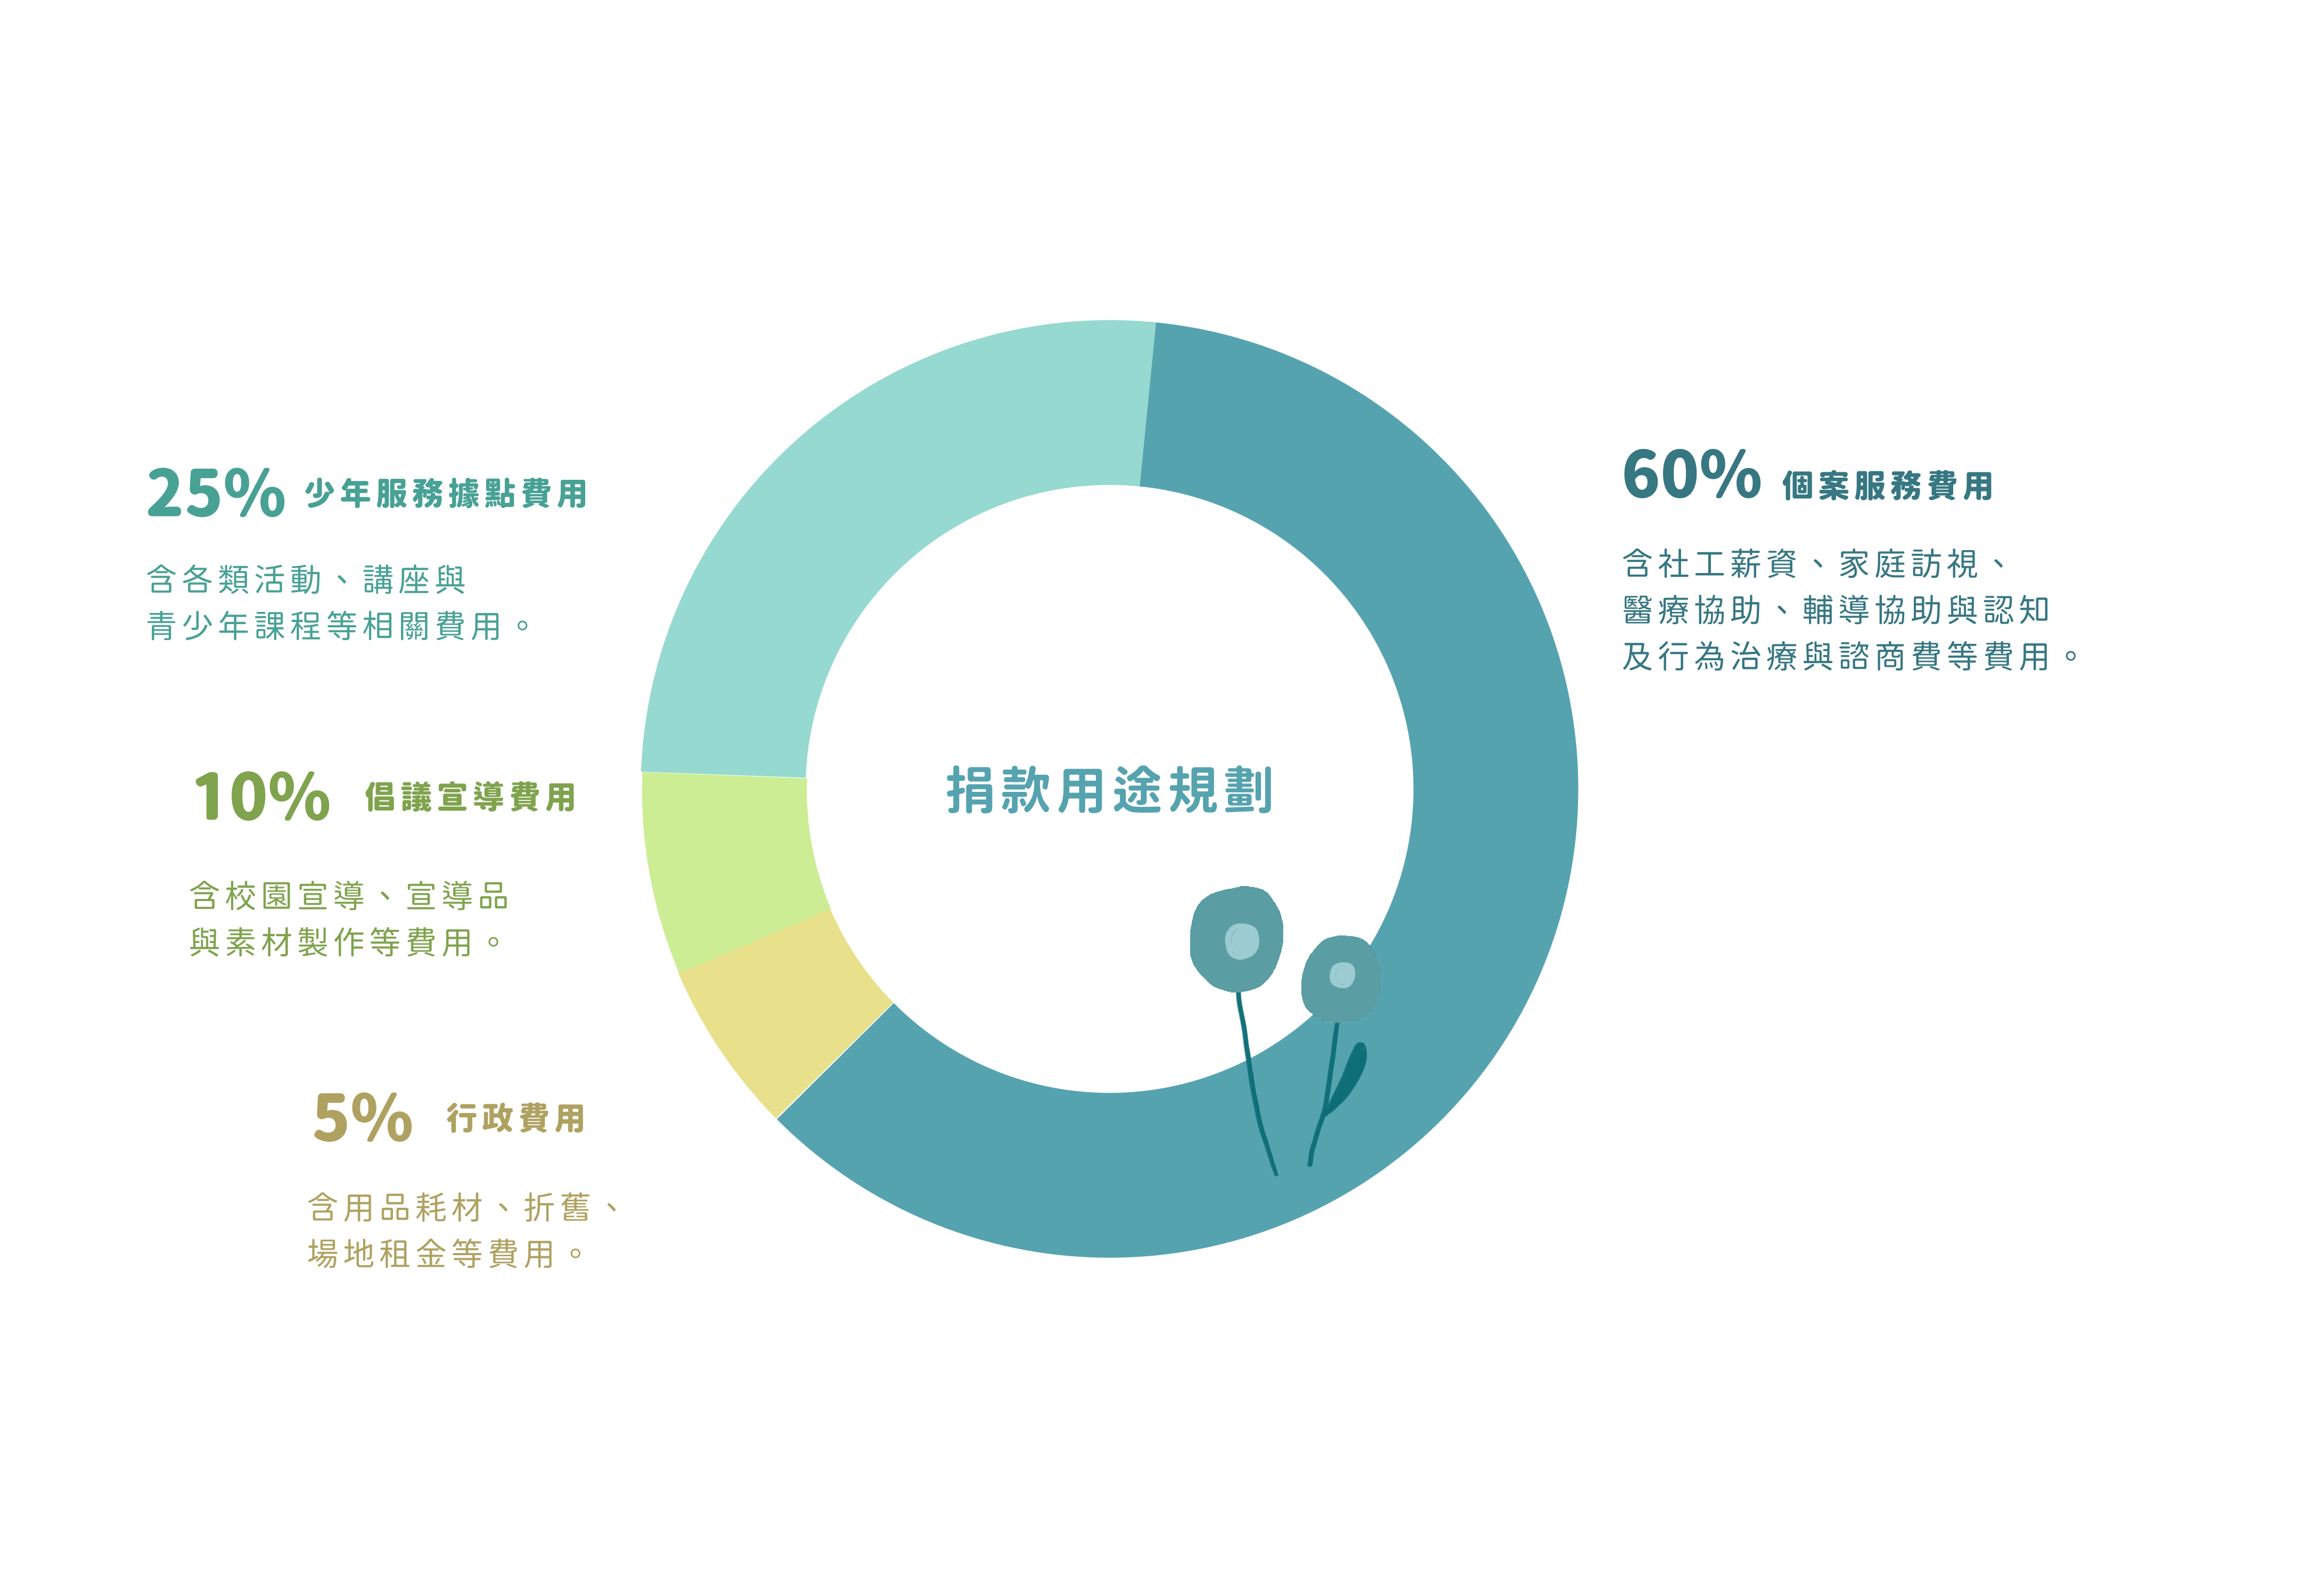 25% 少年服務據點費用
含各類活動、講座與
青少年課程等相關費用。
10% 倡議宣導費用
含校園宣導、宣導品
與素材製作等費用。
5% 行政費用
含用品耗材、折舊、
場地租金等費用。
捐款用途規劃
60% 個案服務費用
含社工薪資、家庭訪視、
醫療協助、輔導協助與認知
及行為治療與諮商費等費用。